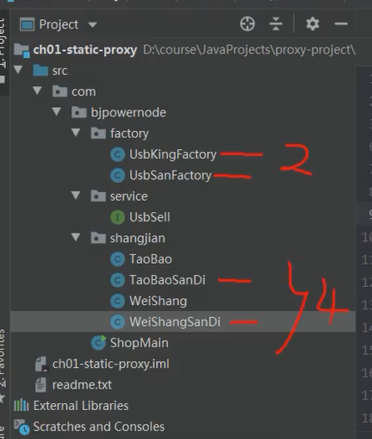 1: Project
Project
ch01-static-proxy D:\course\JavaProjects\proxy-project\
src
com
bjpowernode
factory
UsbKingFactory
UsbSanFactory
2
service
UsbSell
shangjian
TaoBao
TaoBaoSanDi
WeiShang
4
WeiShangSanDi
ShopMain
ch01-static-proxy.iml
readme.txt
External Libraries
Scratches and Consoles
2: Favorites